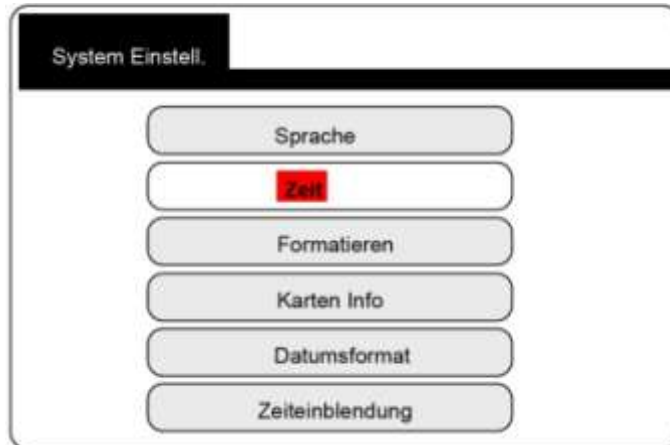 System Einstell.
Sprache
Zeit
Formatieren
Karten Info
Datumsformat
Zeiteinblendung